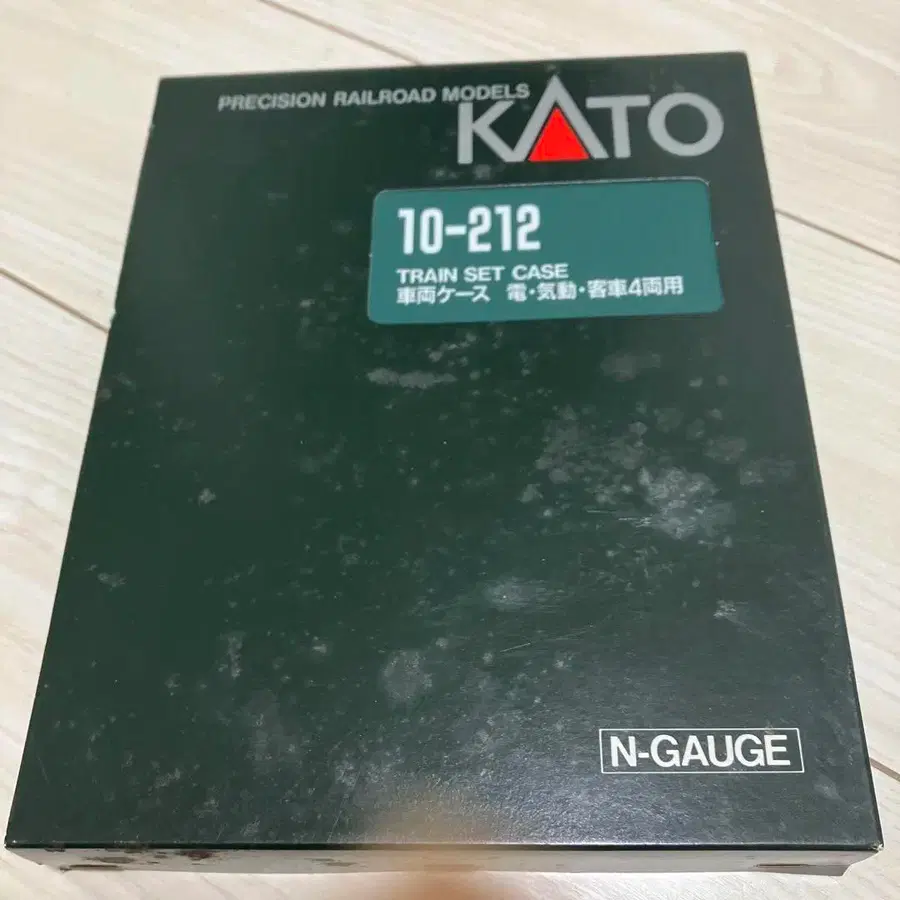 PRECISION RAILROAD MODELS
KATO
10-212
TRAIN SET CASE
車両ケース 電・気動・客車4両用
N-GAUGE